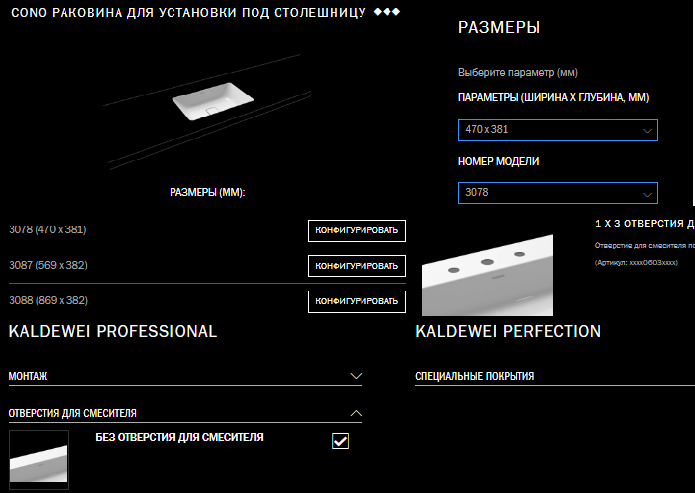 CONO РАКОВИНА ДЛЯ УСТАНОВКИ ПОД СТОЛЕШНИЦУ
РАЗМЕРЫ (ММ):
3078 (470 x 381)
КОНФИГУРИРОВАТЬ
3087 (569 x 382)
КОНФИГУРИРОВАТЬ
3088 (869 x 382)
КОНФИГУРИРОВАТЬ
РАЗМЕРЫ
Выберите параметр (мм)
ПАРАМЕТРЫ (ШИРИНА X ГЛУБИНА, ММ)
470 x 381
НОМЕР МОДЕЛИ
3078
1 X 3 ОТВЕРСТИЯ Д
Отверстие для смесителя по
(Артикул: xxxx0603xxxx)
KALDEWEI PROFESSIONAL
МОНТАЖ
ОТВЕРСТИЯ ДЛЯ СМЕСИТЕЛЯ
БЕЗ ОТВЕРСТИЯ ДЛЯ СМЕСИТЕЛЯ
KALDEWEI PERFECTION
СПЕЦИАЛЬНЫЕ ПОКРЫТИЯ